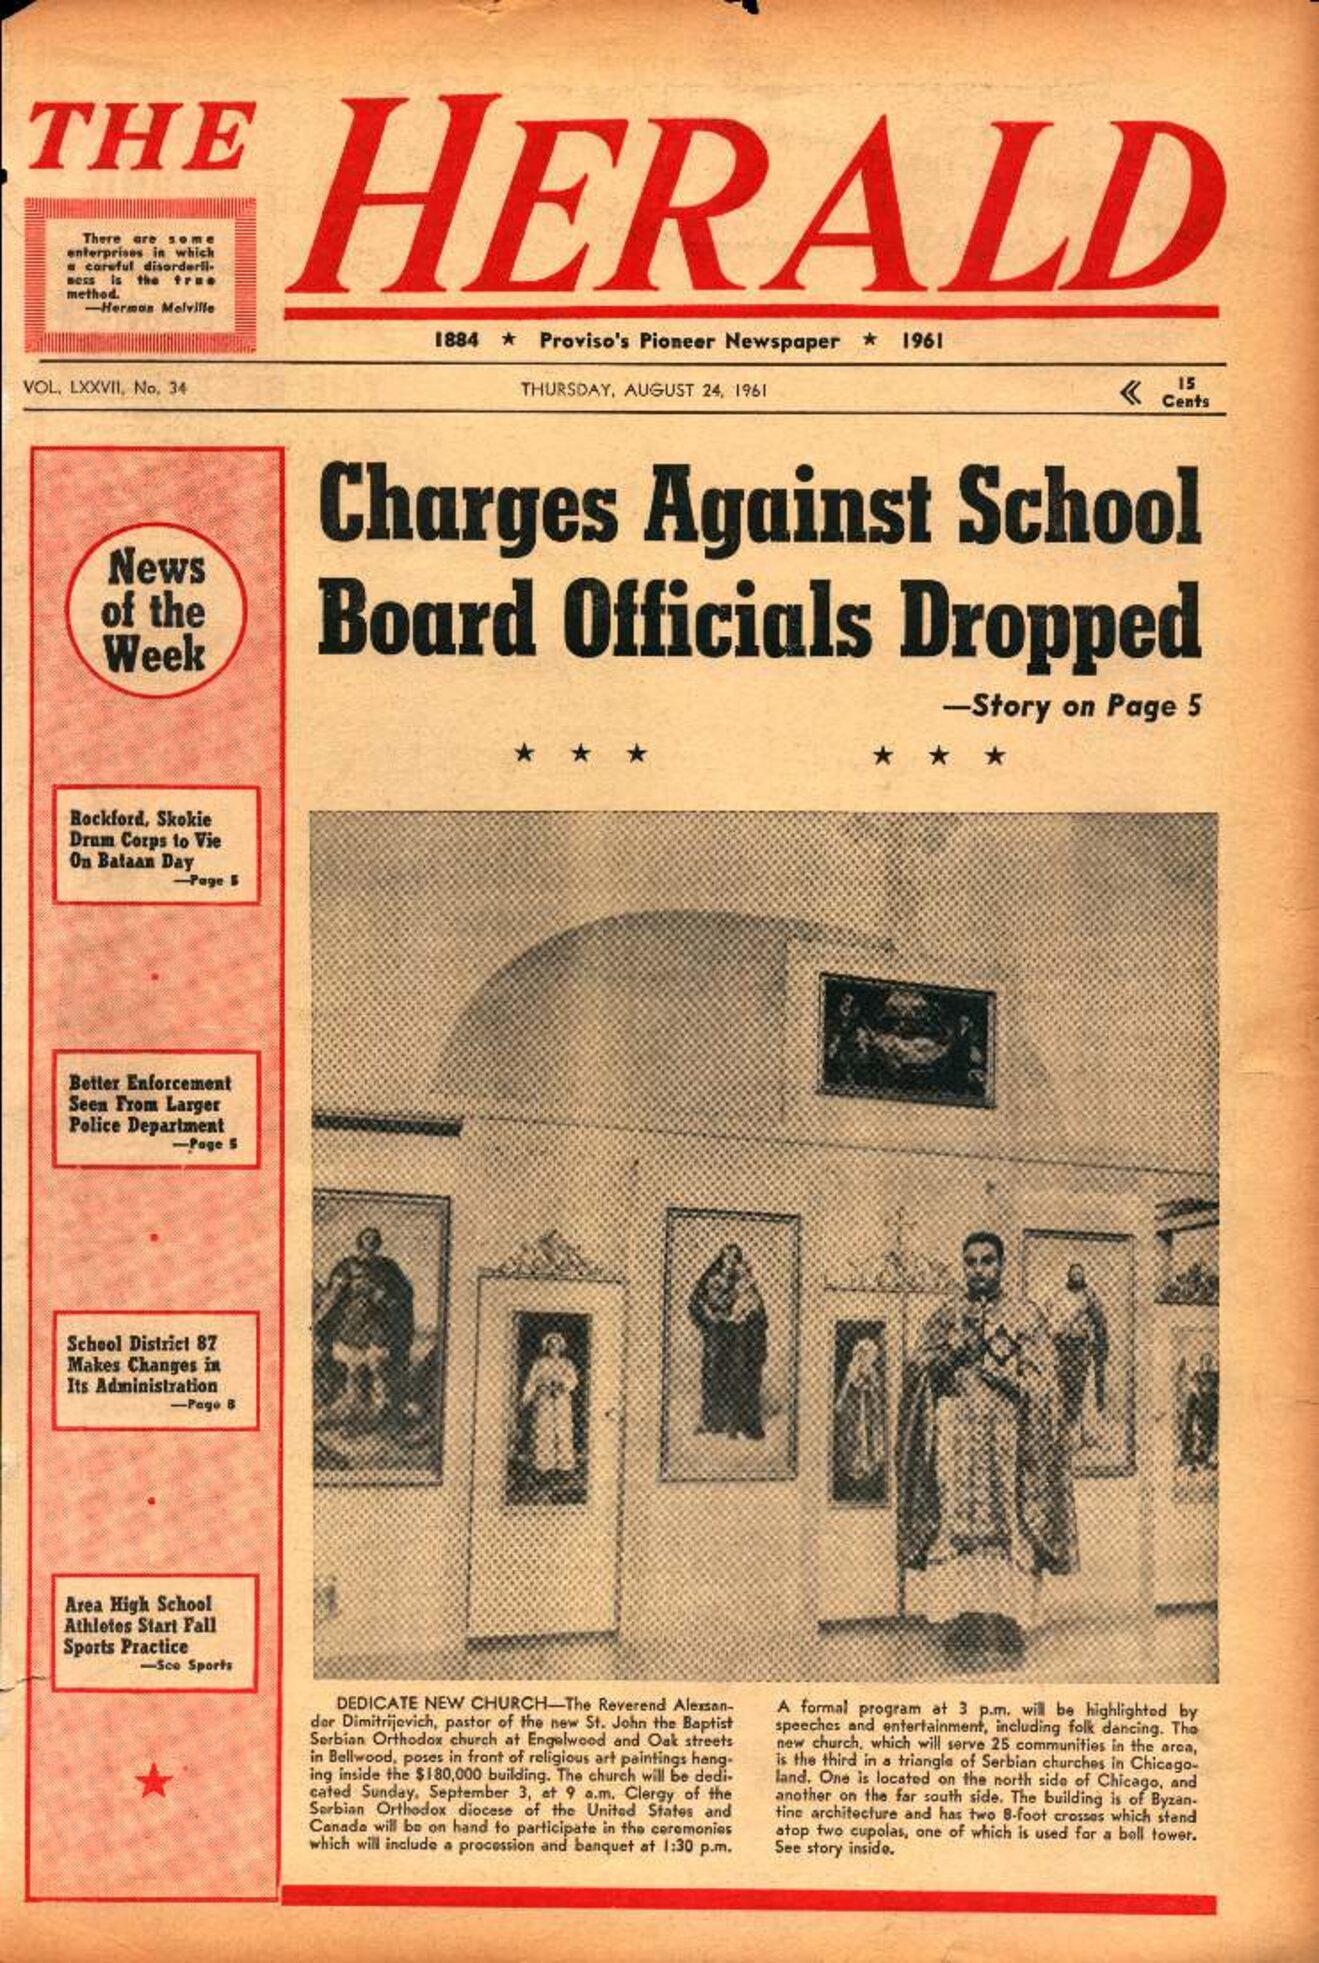 THE HERALD
There are some
enterprises in which
a careful disorderli-
ness is the true
method.
—Herman Melville
1884 ★ Proviso's Pioneer Newspaper ★ 1961
VOL. LXXVII, No. 34
THURSDAY, AUGUST 24, 1961
« 15
Cents
News
of the
Week
Rockford, Skokie
Drum Corps to Vie
On Bataan Day
—Page 5
Better Enforcement
Seen From Larger
Police Department
—Page 5
School District 87
Makes Changes in
Its Administration
—Page 8
Area High School
Athletes Start Fall
Sports Practice
—See Sports
Charges Against School
Board Officials Dropped
—Story on Page 5
★ ★ ★ ★ ★ ★
DEDICATE NEW CHURCH—The Reverend Alexsan-
der Dimitrijevich, pastor of the new St. John the Baptist
Serbian Orthodox church at Engelwood and Oak streets
in Bellwood, poses in front of religious art paintings hang-
ing inside the $180,000 building. The church will be dedi-
cated Sunday, September 3, at 9 a.m. Clergy of the
Serbian Orthodox diocese of the United States and
Canada will be on hand to participate in the ceremonies
which will include a procession and banquet at 1:30 p.m.
A formal program at 3 p.m. will be highlighted by
speeches and entertainment, including folk dancing. The
new church, which will serve 25 communities in the area,
is the third in a triangle of Serbian churches in Chicago-
land. One is located on the north side of Chicago, and
another on the far south side. The building is of Byzan-
tine architecture and has two 8-foot crosses which stand
atop two cupolas, one of which is used for a bell tower.
See story inside.